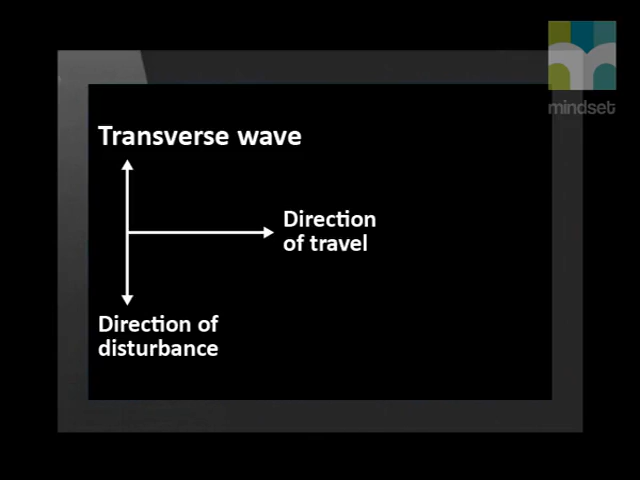 mindset
Transverse wave
Direction
of travel
Direction of
disturbance